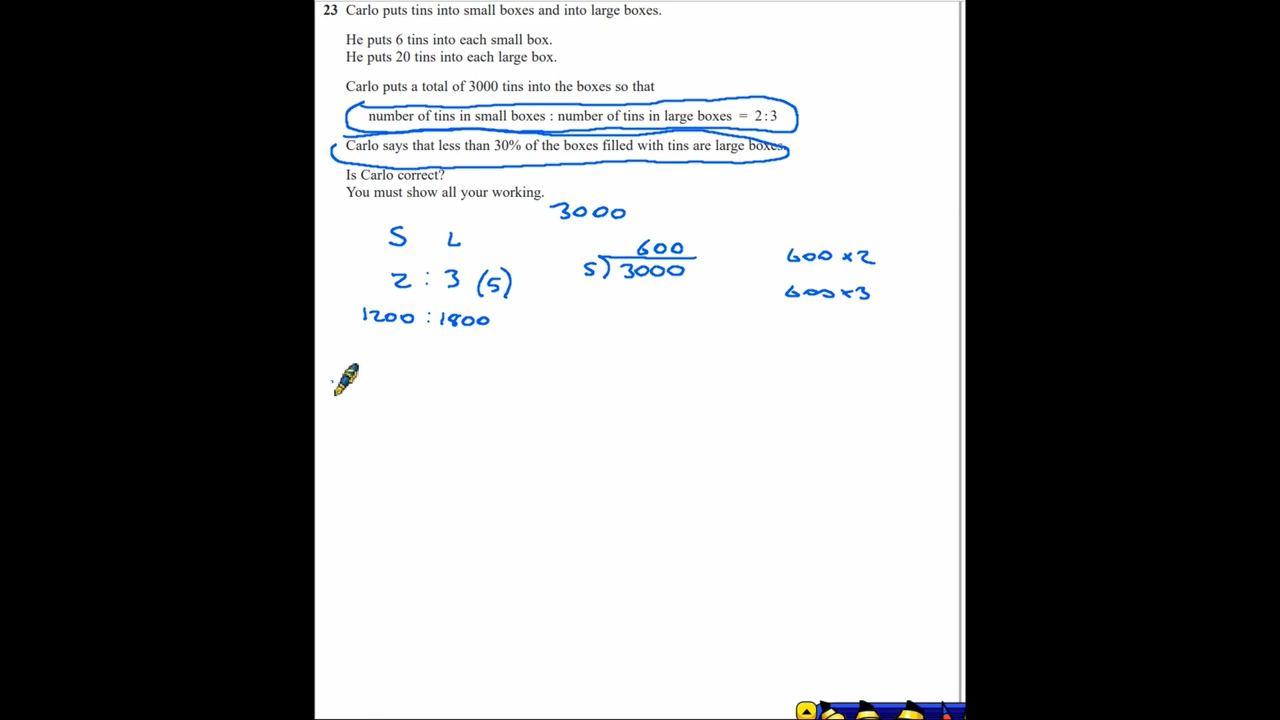 23 Carlo puts tins into small boxes and into large boxes.
He puts 6 tins into each small box.
He puts 20 tins into each large box.
Carlo puts a total of 3000 tins into the boxes so that
number of tins in small boxes : number of tins in large boxes = 2:3
Carlo says that less than 30% of the boxes filled with tins are large boxes.
Is Carlo correct?
You must show all your working.
3000
S L
600
2 : 3 (5)
5) 3000
600 × 2
600 × 3
1200 : 1800